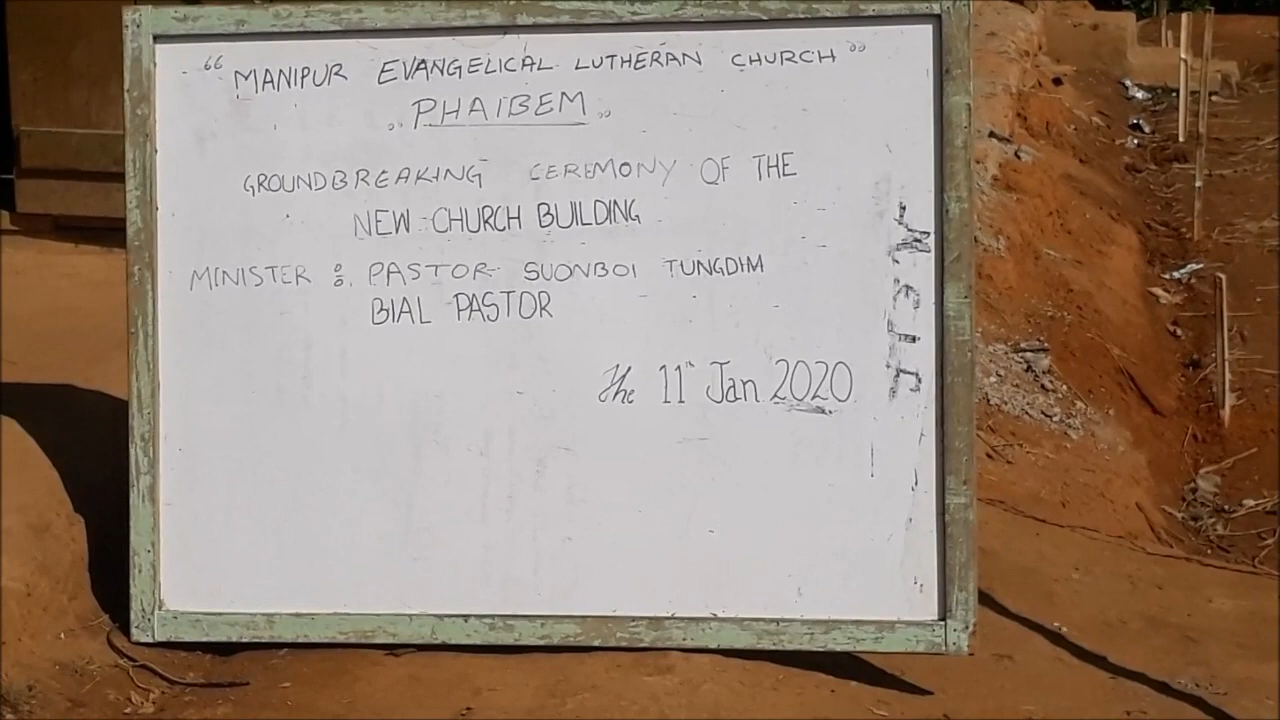 “MANIPUR EVANGELICAL LUTHERAN CHURCH”
„PHAIBEM”
GROUNDBREAKING CEREMONY OF THE
NEW CHURCH BUILDING
MINISTER : PASTOR SUONBOI TUNGDIM
BIAL PASTOR
The 11th Jan. 2020
MELC